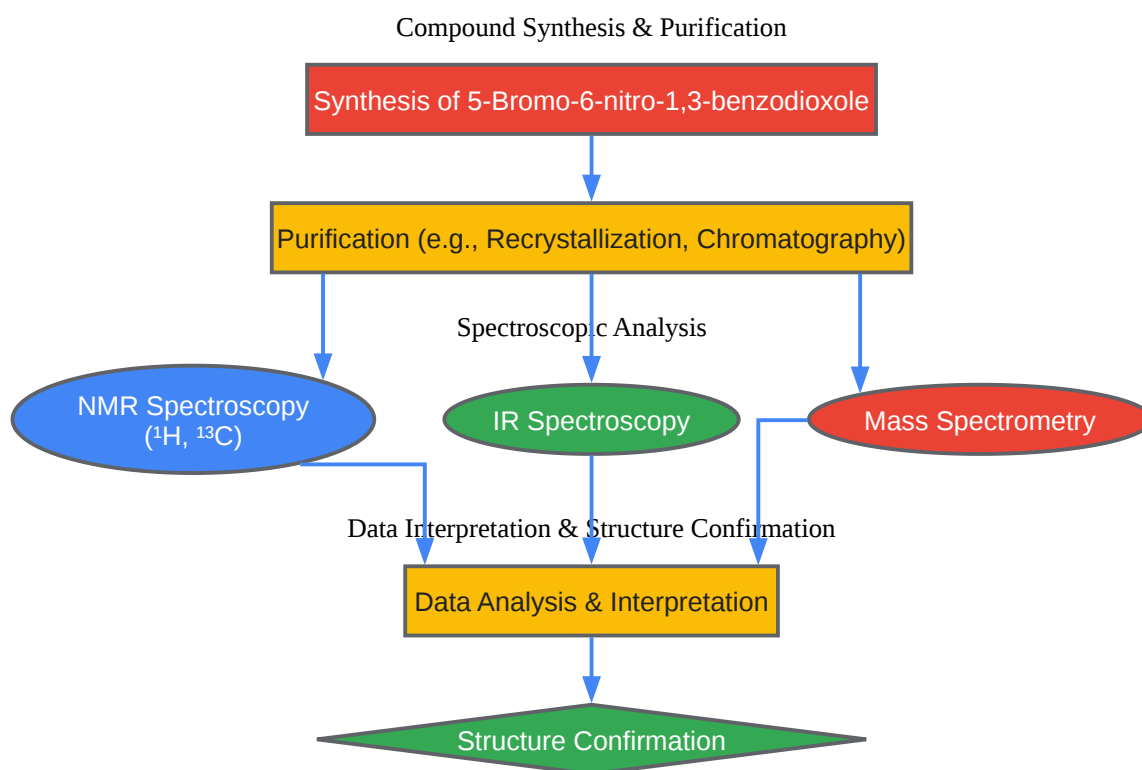 Compound Synthesis & Purification
Synthesis of 5-Bromo-6-nitro-1,3-benzodioxole
Purification (e.g., Recrystallization, Chromatography)
Spectroscopic Analysis
NMR Spectroscopy
(¹H, ¹³C)
IR Spectroscopy
Mass Spectrometry
Data Interpretation & Structure Confirmation
Data Analysis & Interpretation
Structure Confirmation